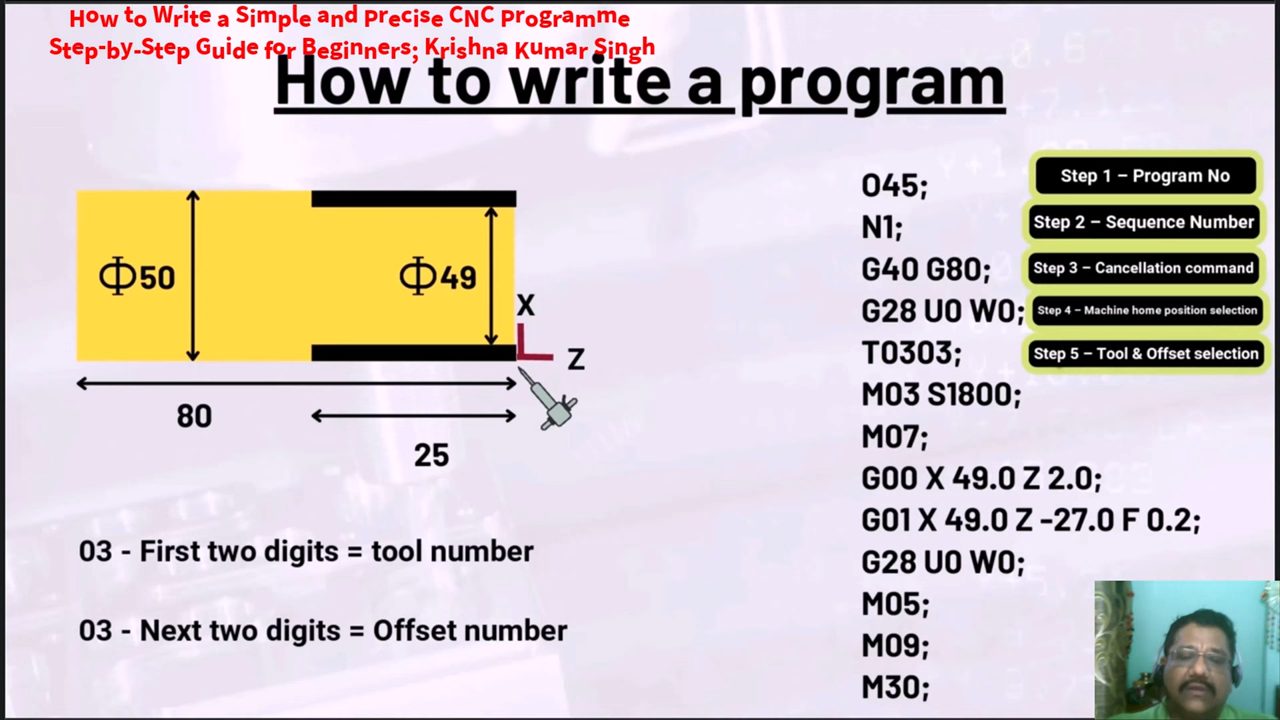 How to Write a Simple and Precise CNC Programme
Step-by-Step Guide for Beginners; Krishna Kumar Singh
How to write a program
O45;
Step 1 – Program No
N1;
Step 2 – Sequence Number
G40 G80;
Step 3 – Cancellation command
G28 U0 W0;
Step 4 – Machine home position selection
T0303;
Step 5 – Tool & Offset selection
M03 S1800;
M07;
G00 X 49.0 Z 2.0;
G01 X 49.0 Z -27.0 F 0.2;
G28 U0 W0;
M05;
M09;
M30;
Φ50
Φ49
X
Z
80
25
03 - First two digits = tool number
03 - Next two digits = Offset number